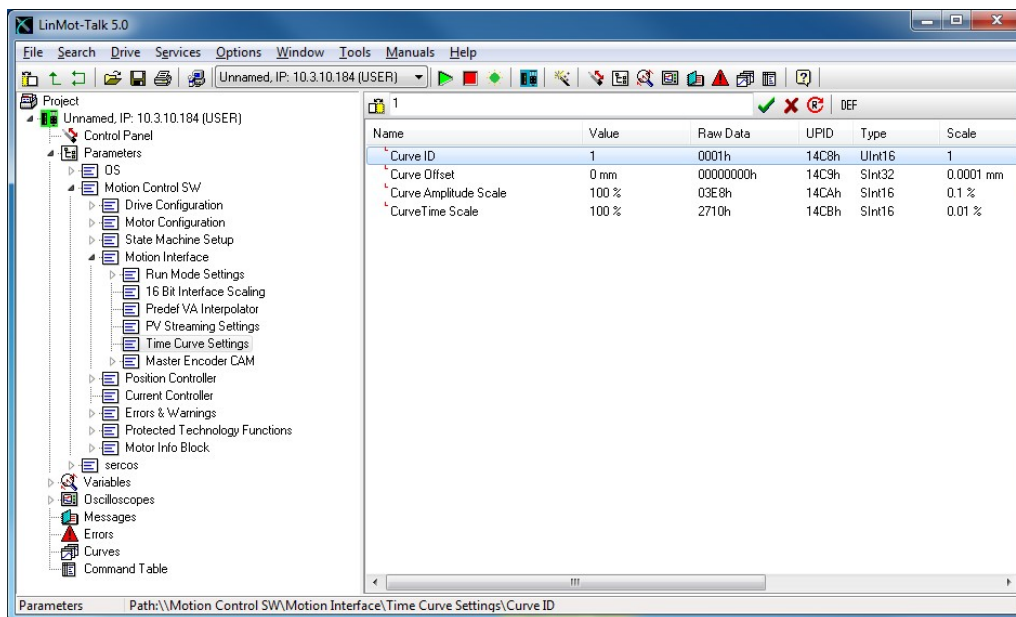 LinMot-Talk 5.0
File Search Drive Services Options Window Tools Manuals Help
Unnamed, IP: 10.3.10.184 (USER)
Project
Unnamed, IP: 10.3.10.184 (USER)
Control Panel
Parameters
OS
Motion Control SW
Drive Configuration
Motor Configuration
State Machine Setup
Motion Interface
Run Mode Settings
16 Bit Interface Scaling
Predef VA Interpolator
PV Streaming Settings
Time Curve Settings
Master Encoder CAM
Position Controller
Current Controller
Errors & Warnings
Protected Technology Functions
Motor Info Block
sercos
Variables
Oscilloscopes
Messages
Errors
Curves
Command Table
1 DEF
Name Value Raw Data UPID Type Scale
Curve ID 1 0001h 14C8h UInt16 1
Curve Offset 0 mm 00000000h 14C9h SInt32 0.0001 mm
Curve Amplitude Scale 100 % 03E8h 14CAh SInt16 0.1 %
CurveTime Scale 100 % 2710h 14CBh SInt16 0.01 %
Parameters Path:\\Motion Control SW\Motion Interface\Time Curve Settings\Curve ID